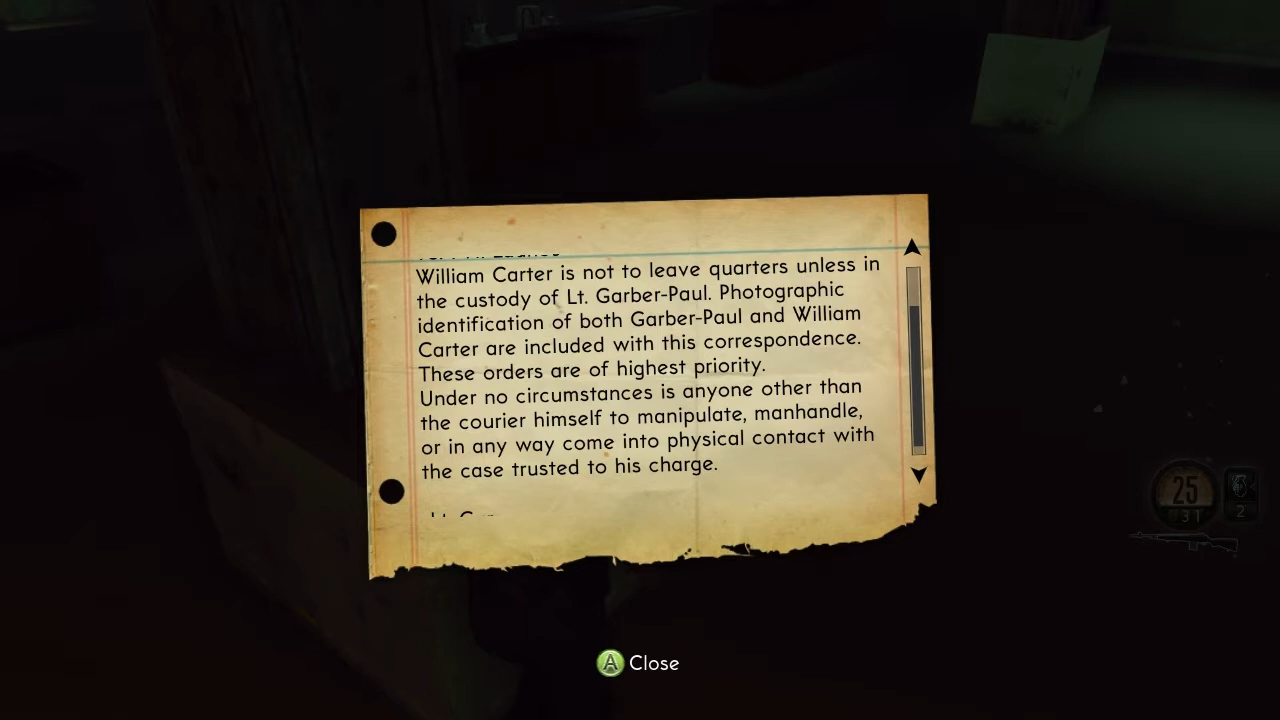 William Carter is not to leave quarters unless in
the custody of Lt. Garber-Paul. Photographic
identification of both Garber-Paul and William
Carter are included with this correspondence.
These orders are of highest priority.
Under no circumstances is anyone other than
the courier himself to manipulate, manhandle,
or in any way come into physical contact with
the case trusted to his charge.
25
31
2
A Close